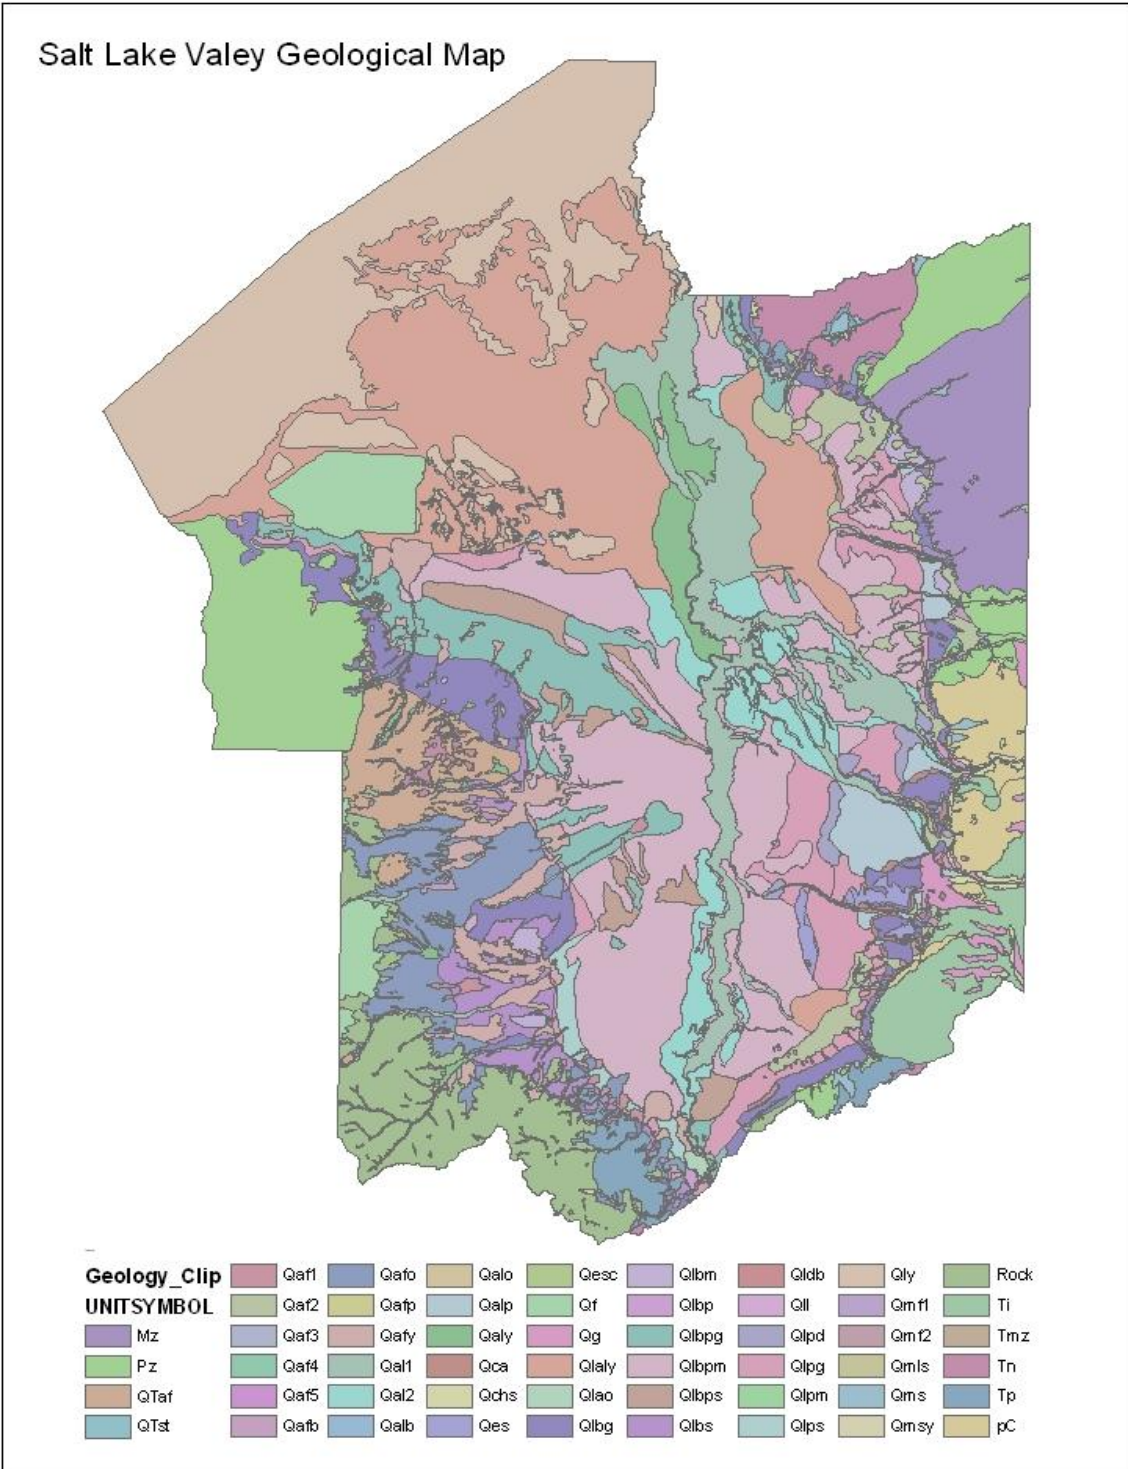 Salt Lake Valey Geological Map
Geology_Clip
UNITSYMBOL
Mz
Pz
QTaf
QTst
Qaf1
Qaf2
Qaf3
Qaf4
Qaf5
Qafb
Qafo
Qafp
Qafy
Qal1
Qal2
Qalb
Qalo
Qalp
Qaly
Qca
Qchs
Qes
Qesc
Qf
Qg
Qlaly
Qlao
Qlbg
Qlbm
Qlbp
Qlbpg
Qlbpm
Qlbps
Qlbs
Qldb
Qll
Qlpd
Qlpg
Qlpm
Qlps
Qly
Qmf1
Qmf2
Qmls
Qms
Qmsy
Rock
Ti
Tmz
Tn
Tp
pC